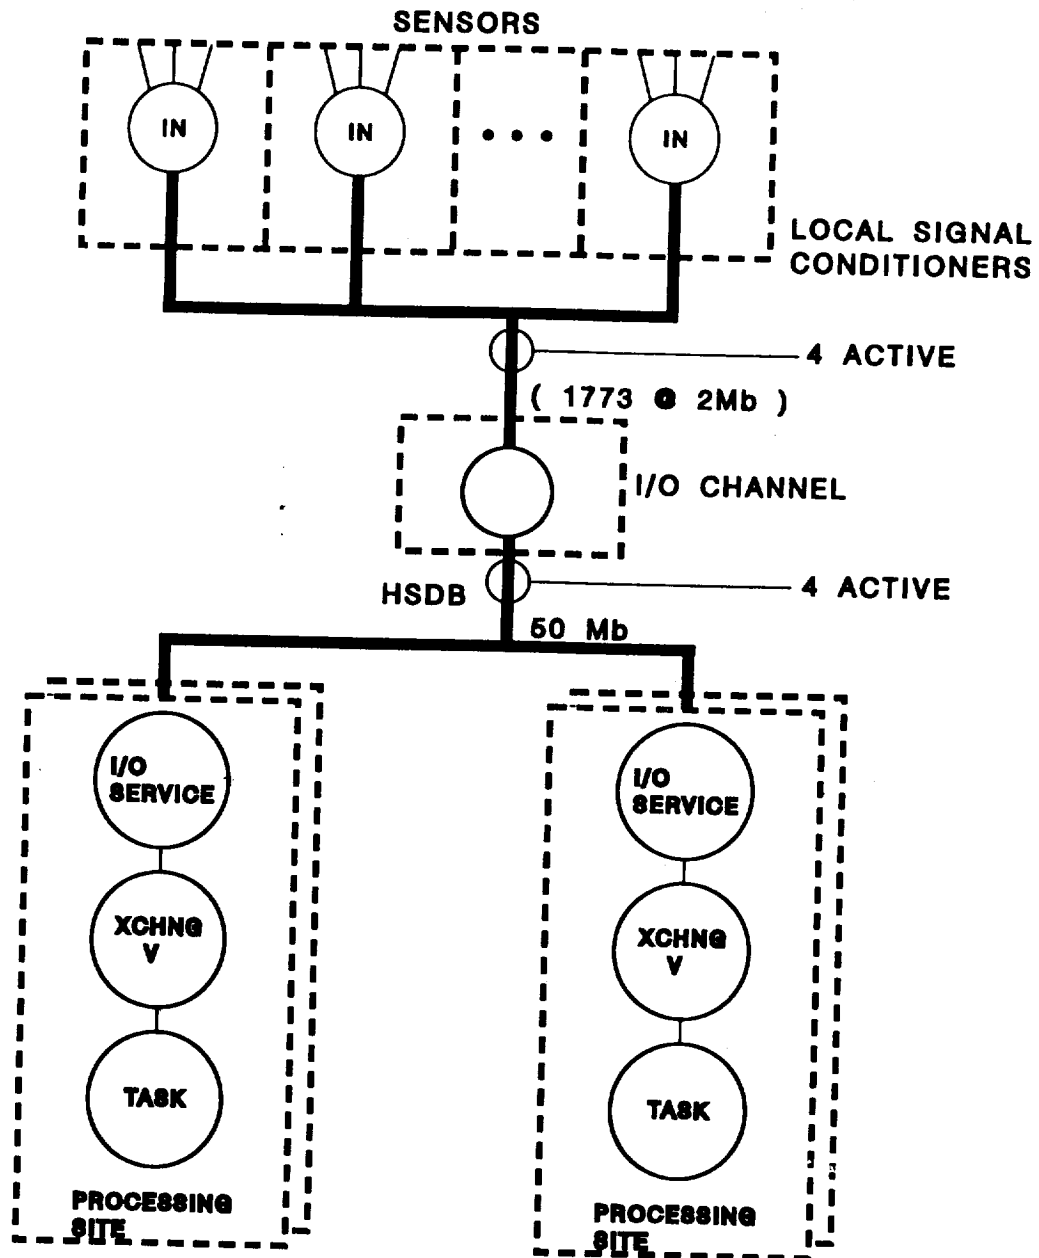 SENSORS
IN
IN
• • •
IN
LOCAL SIGNAL
CONDITIONERS
4 ACTIVE
( 1773 @ 2Mb )
I/O CHANNEL
HSDB
4 ACTIVE
50 Mb
I/O
SERVICE
XCHNG
V
TASK
PROCESSING
SITE
I/O
SERVICE
XCHNG
V
TASK
PROCESSING
SITE